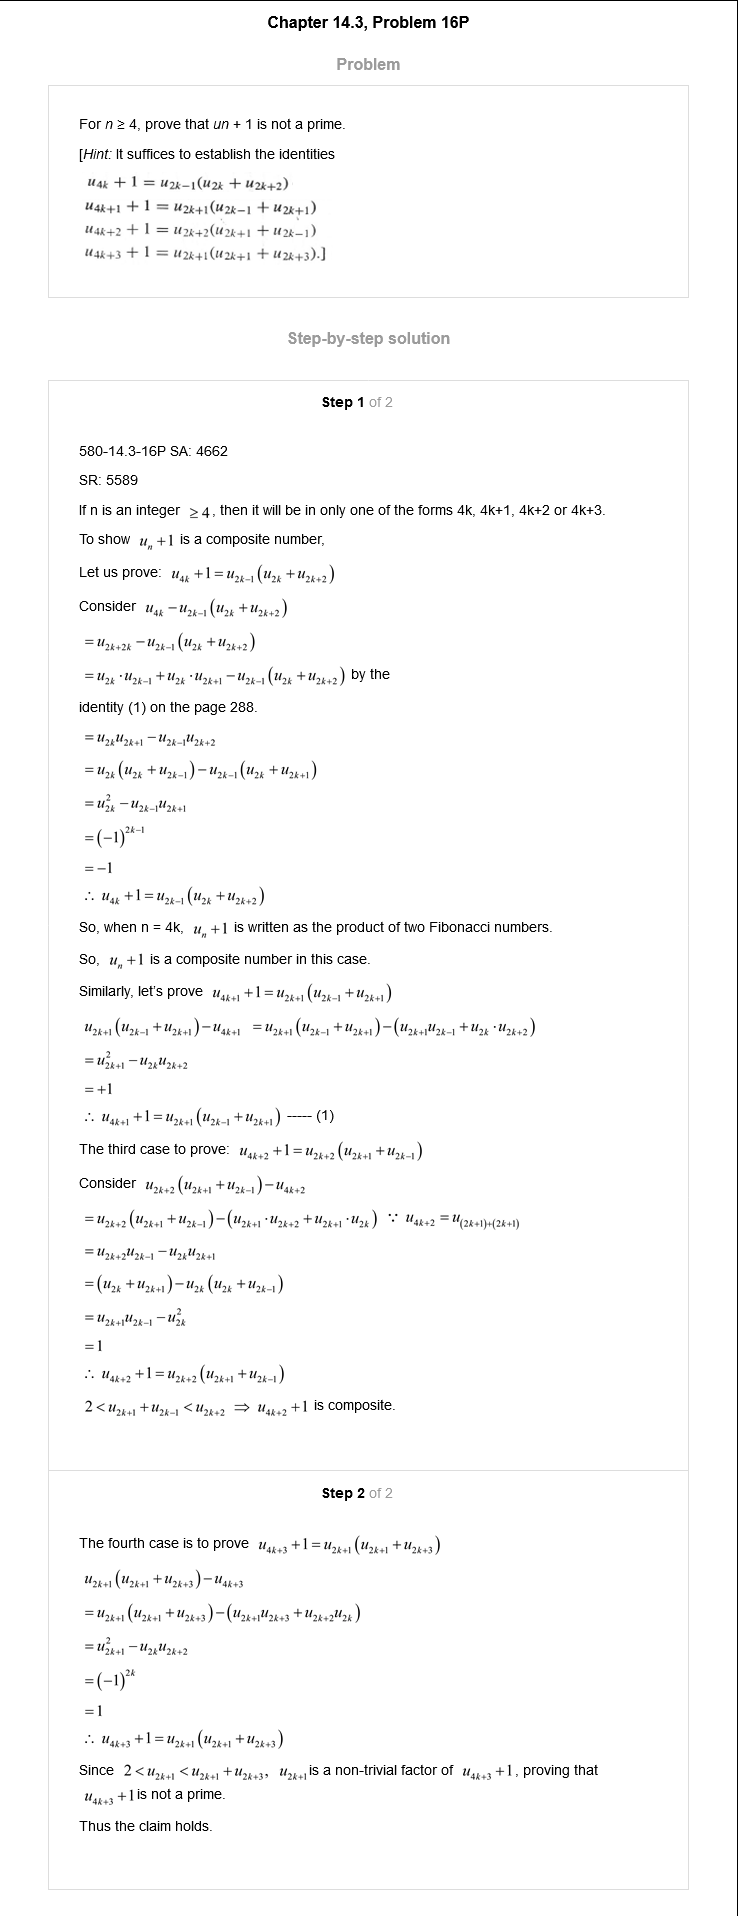 Chapter 14.3, Problem 16P
Problem
For n ≥ 4, prove that un + 1 is not a prime.
[Hint: It suffices to establish the identities
u_{4k} + 1 = u_{2k−1}(u_{2k} + u_{2k+2})
u_{4k+1} + 1 = u_{2k+1}(u_{2k−1} + u_{2k+1})
u_{4k+2} + 1 = u_{2k+2}(u_{2k+1} + u_{2k−1})
u_{4k+3} + 1 = u_{2k+1}(u_{2k+1} + u_{2k+3}).]
Step-by-step solution
Step 1 of 2
580-14.3-16P SA: 4662
SR: 5589
If n is an integer ≥ 4, then it will be in only one of the forms 4k, 4k+1, 4k+2 or 4k+3.
To show u_n + 1 is a composite number,
Let us prove: u_{4k} + 1 = u_{2k−1}(u_{2k} + u_{2k+2})
Consider u_{4k} − u_{2k−1}(u_{2k} + u_{2k+2})
= u_{2k+2k} − u_{2k−1}(u_{2k} + u_{2k+2})
= u_{2k} · u_{2k−1} + u_{2k} · u_{2k+1} − u_{2k−1}(u_{2k} + u_{2k+2}) by the
identity (1) on the page 288.
= u_{2k}u_{2k+1} − u_{2k−1}u_{2k+2}
= u_{2k}(u_{2k} + u_{2k−1}) − u_{2k−1}(u_{2k} + u_{2k+1})
= u_{2k}^2 − u_{2k−1}u_{2k+1}
= (−1)^{2k−1}
= −1
∴ u_{4k} + 1 = u_{2k−1}(u_{2k} + u_{2k+2})
So, when n = 4k, u_n + 1 is written as the product of two Fibonacci numbers.
So, u_n + 1 is a composite number in this case.
Similarly, let's prove u_{4k+1} + 1 = u_{2k+1}(u_{2k−1} + u_{2k+1})
u_{2k+1}(u_{2k−1} + u_{2k+1}) − u_{4k+1} = u_{2k+1}(u_{2k−1} + u_{2k+1}) − (u_{2k+1}u_{2k−1} + u_{2k} · u_{2k+2})
= u_{2k+1}^2 − u_{2k}u_{2k+2}
= +1
∴ u_{4k+1} + 1 = u_{2k+1}(u_{2k−1} + u_{2k+1}) ----- (1)
The third case to prove: u_{4k+2} + 1 = u_{2k+2}(u_{2k+1} + u_{2k−1})
Consider u_{2k+2}(u_{2k+1} + u_{2k−1}) − u_{4k+2}
= u_{2k+2}(u_{2k+1} + u_{2k−1}) − (u_{2k+1} · u_{2k+2} + u_{2k+1} · u_{2k}) ∵ u_{4k+2} = u_{(2k+1)+(2k+1)}
= u_{2k+2}u_{2k−1} − u_{2k}u_{2k+1}
= (u_{2k} + u_{2k+1}) − u_{2k}(u_{2k} + u_{2k−1})
= u_{2k+1}u_{2k−1} − u_{2k}^2
= 1
∴ u_{4k+2} + 1 = u_{2k+2}(u_{2k+1} + u_{2k−1})
2 < u_{2k+1} + u_{2k−1} < u_{2k+2} ⇒ u_{4k+2} + 1 is composite.
Step 2 of 2
The fourth case is to prove u_{4k+3} + 1 = u_{2k+1}(u_{2k+1} + u_{2k+3})
u_{2k+1}(u_{2k+1} + u_{2k+3}) − u_{4k+3}
= u_{2k+1}(u_{2k+1} + u_{2k+3}) − (u_{2k+1}u_{2k+3} + u_{2k+2}u_{2k})
= u_{2k+1}^2 − u_{2k}u_{2k+2}
= (−1)^{2k}
= 1
∴ u_{4k+3} + 1 = u_{2k+1}(u_{2k+1} + u_{2k+3})
Since 2 < u_{2k+1} < u_{2k+1} + u_{2k+3}, u_{2k+1} is a non-trivial factor of u_{4k+3} + 1, proving that
u_{4k+3} + 1 is not a prime.
Thus the claim holds.